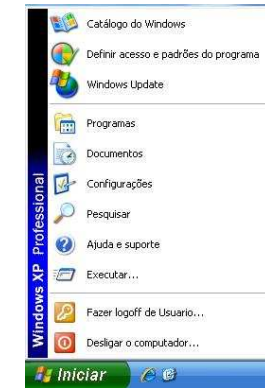 Catálogo do Windows
Definir acesso e padrões do programa
Windows Update
Programas
Documentos
Configurações
Pesquisar
Ajuda e suporte
Executar...
Fazer logoff de Usuario...
Desligar o computador...
Windows XP Professional
Iniciar